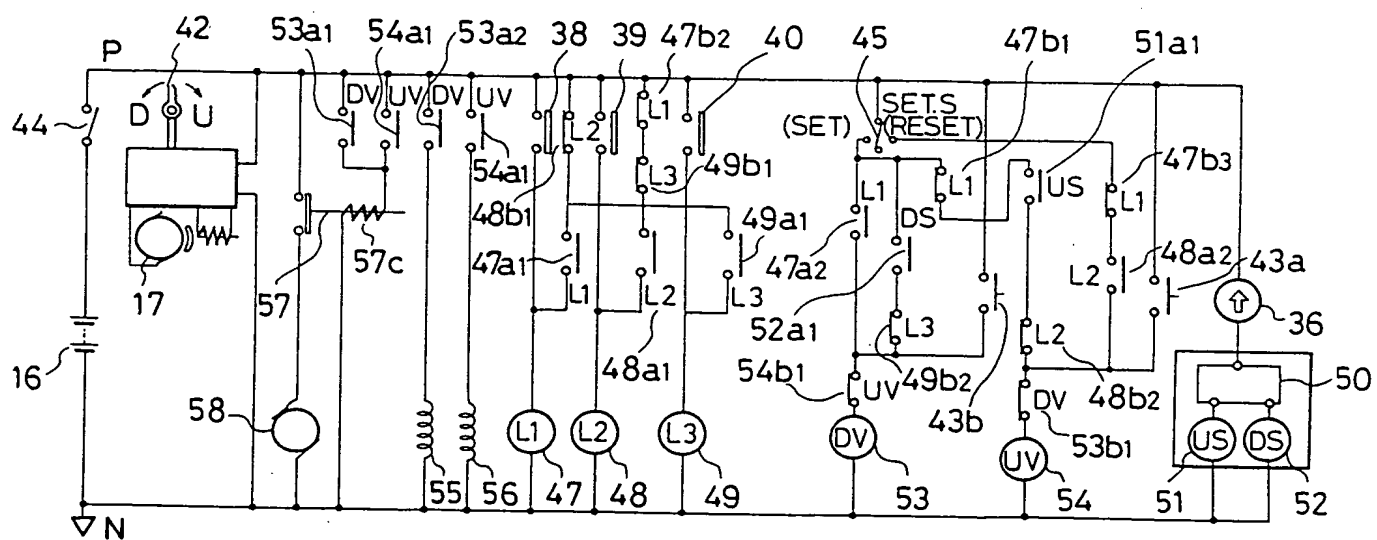 P
42
53a1
54a1
53a2
38
39
47b2
40
45
47b1
51a1
44
D
U
DV
UV
DV
UV
L2
L1
(SET)
SET.S
(RESET)
47b3
54a1
48b1
L3
49b1
L1
L1
DS
US
L1
17
57
57c
47a1
L1
L2
49a1
L3
47a2
52a1
L3
L2
48a2
43a
36
16
58
48a1
54b1
UV
49b2
43b
L2
48b2
50
L1
L2
L3
DV
DV
53b1
UV
US
DS
55
56
47
48
49
53
54
51
52
N